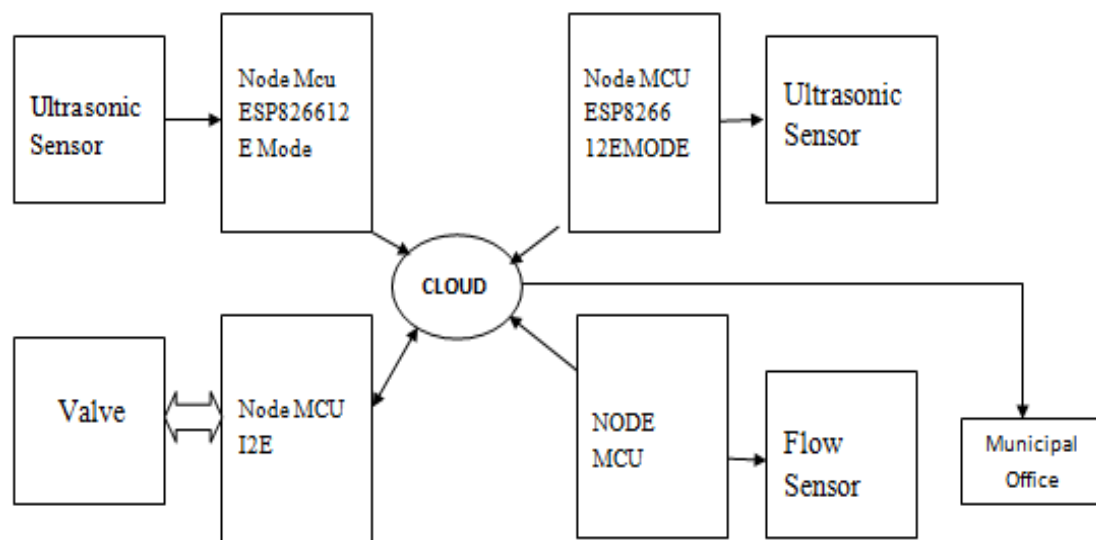 Ultrasonic
Sensor
Node Mcu
ESP826612
E Mode
Node MCU
ESP8266
12EMODE
Ultrasonic
Sensor
CLOUD
Valve
Node MCU
I2E
NODE
MCU
Flow
Sensor
Municipal
Office